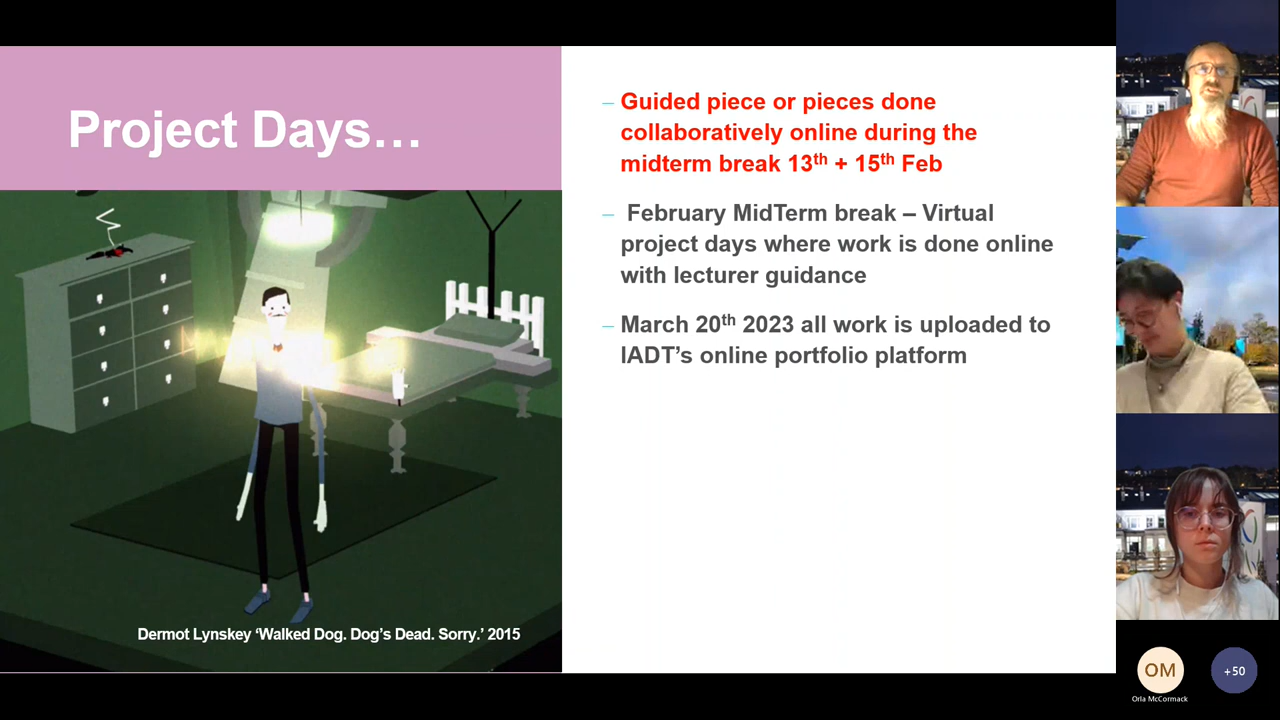 Project Days…
– Guided piece or pieces done
collaboratively online during the
midterm break 13th + 15th Feb
– February MidTerm break – Virtual
project days where work is done online
with lecturer guidance
– March 20th 2023 all work is uploaded to
IADT’s online portfolio platform
Dermot Lynskey ‘Walked Dog. Dog’s Dead. Sorry.’ 2015
OM
+50
Orla McCormack